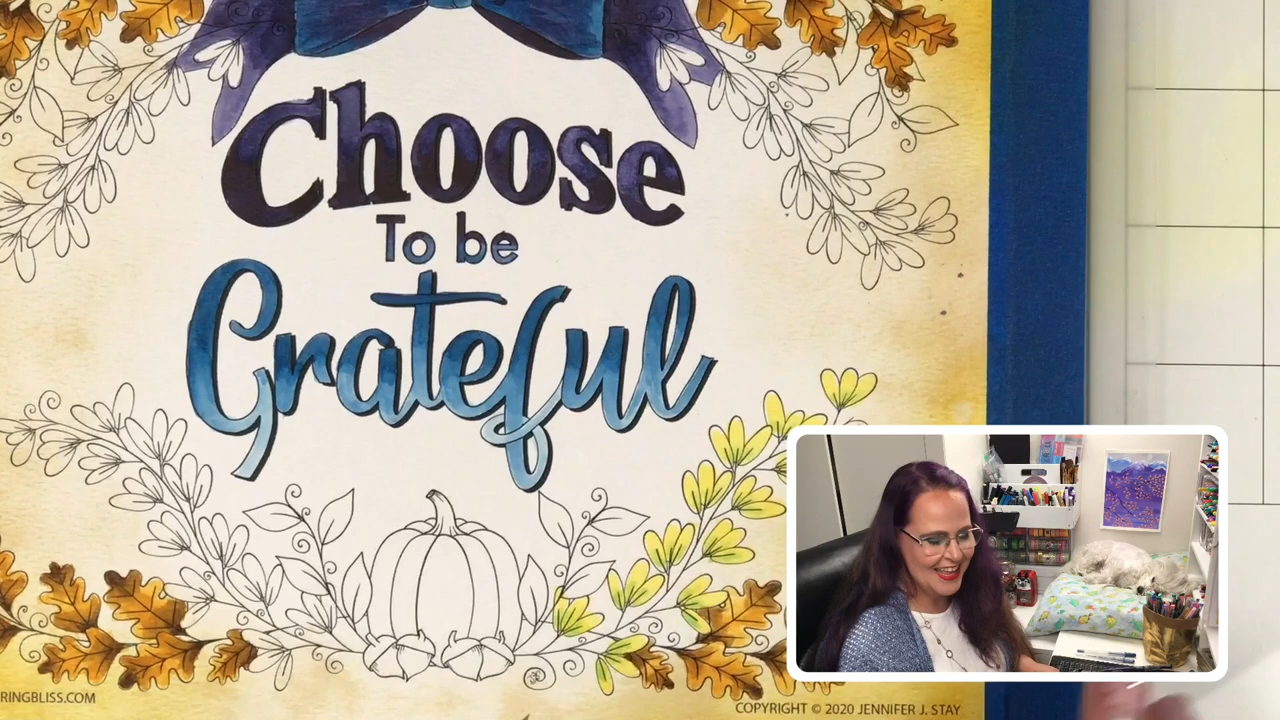 Choose
To be
Grateful
RINGBLISS.COM
COPYRIGHT © 2020 JENNIFER J. STAY